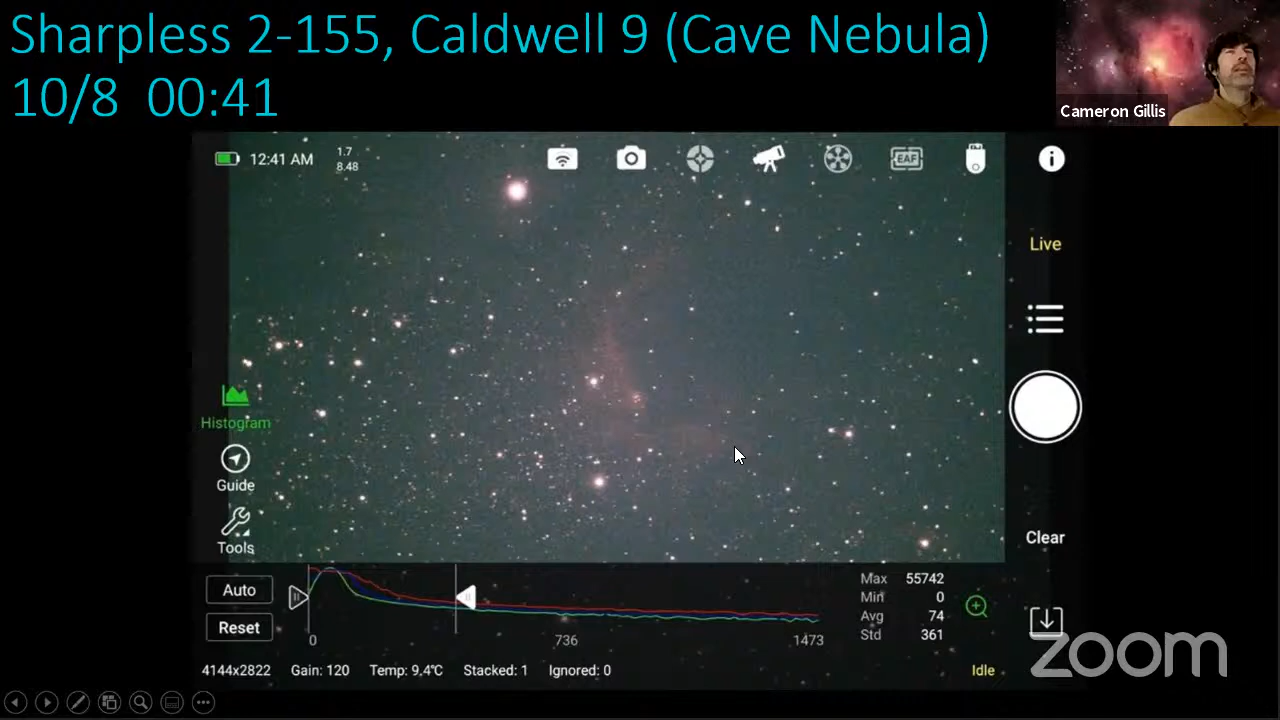 Sharpless 2-155, Caldwell 9 (Cave Nebula)
10/8 00:41
Cameron Gillis
12:41 AM
1.7
8.48
EAF
Live
Histogram
Guide
Tools
Clear
Auto
Reset
0
736
1473
Max 55742
Min 0
Avg 74
Std 361
4144x2822 Gain: 120 Temp: 9,4℃ Stacked: 1 Ignored: 0
Idle
zoom